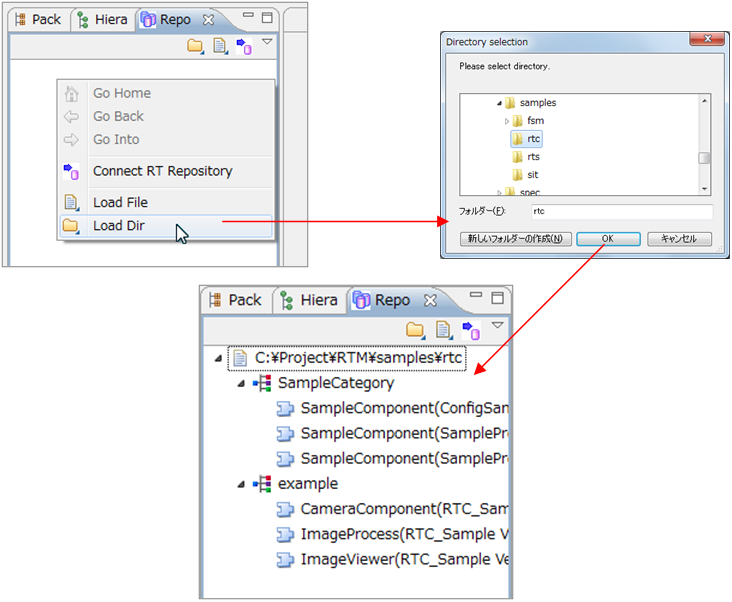 Pack Hiera Repo
Go Home
Go Back
Go Into
Connect RT Repository
Load File
Load Dir
Directory selection
Please select directory.
samples
fsm
rtc
rts
sit
spec
フォルダー(F): rtc
新しいフォルダーの作成(N) OK キャンセル
Pack Hiera Repo
C:¥Project¥RTM¥samples¥rtc
SampleCategory
SampleComponent(ConfigSan
SampleComponent(SamplePro
SampleComponent(SamplePro
example
CameraComponent(RTC_Sam
ImageProcess(RTC_Sample V
ImageViewer(RTC_Sample Ve